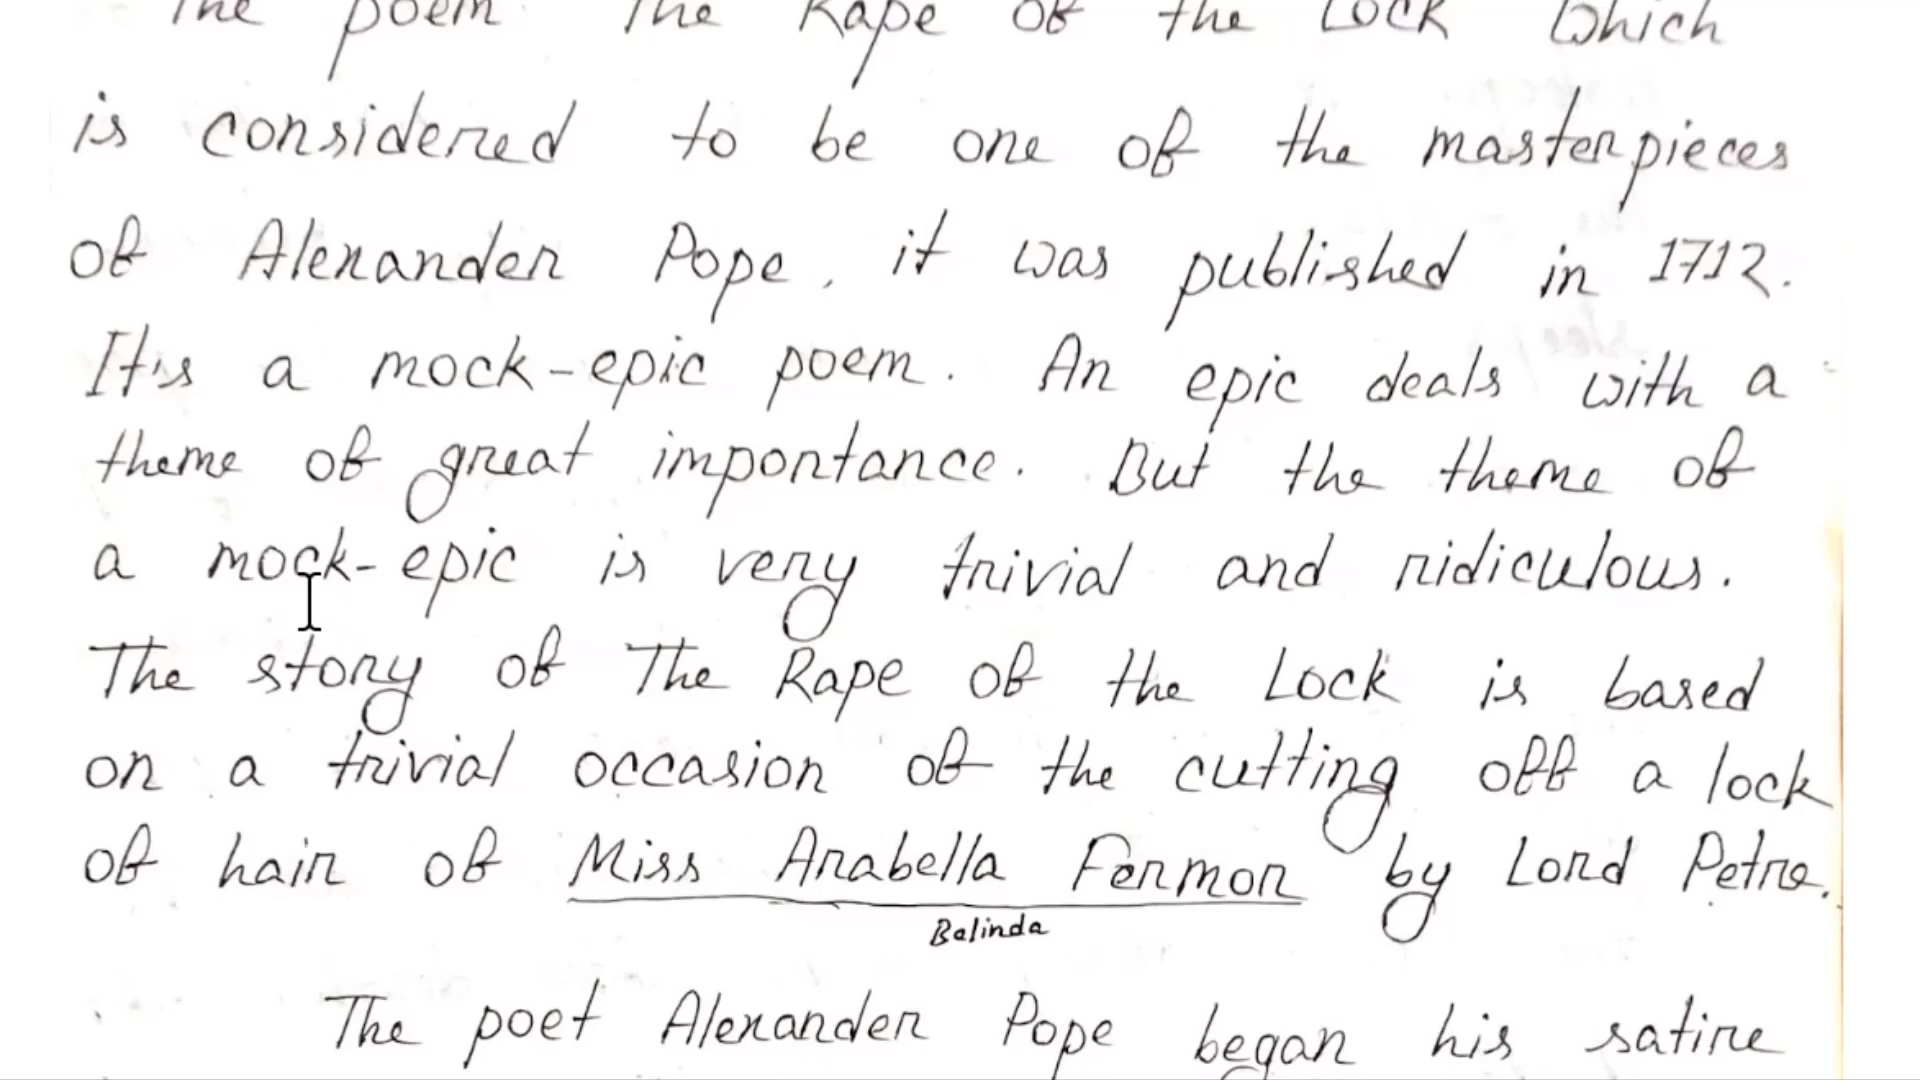 The poem The Rape of the Lock which
is considered to be one of the masterpieces
of Alexander Pope, it was published in 1712.
It's a mock-epic poem. An epic deals with a
theme of great importance. But the theme of
a mock-epic is very trivial and ridiculous.
The story of The Rape of the Lock is based
on a trivial occasion of the cutting off a lock
of hair of Miss Arabella Fermor by Lord Petre.
Belinda
The poet Alexander Pope began his satire